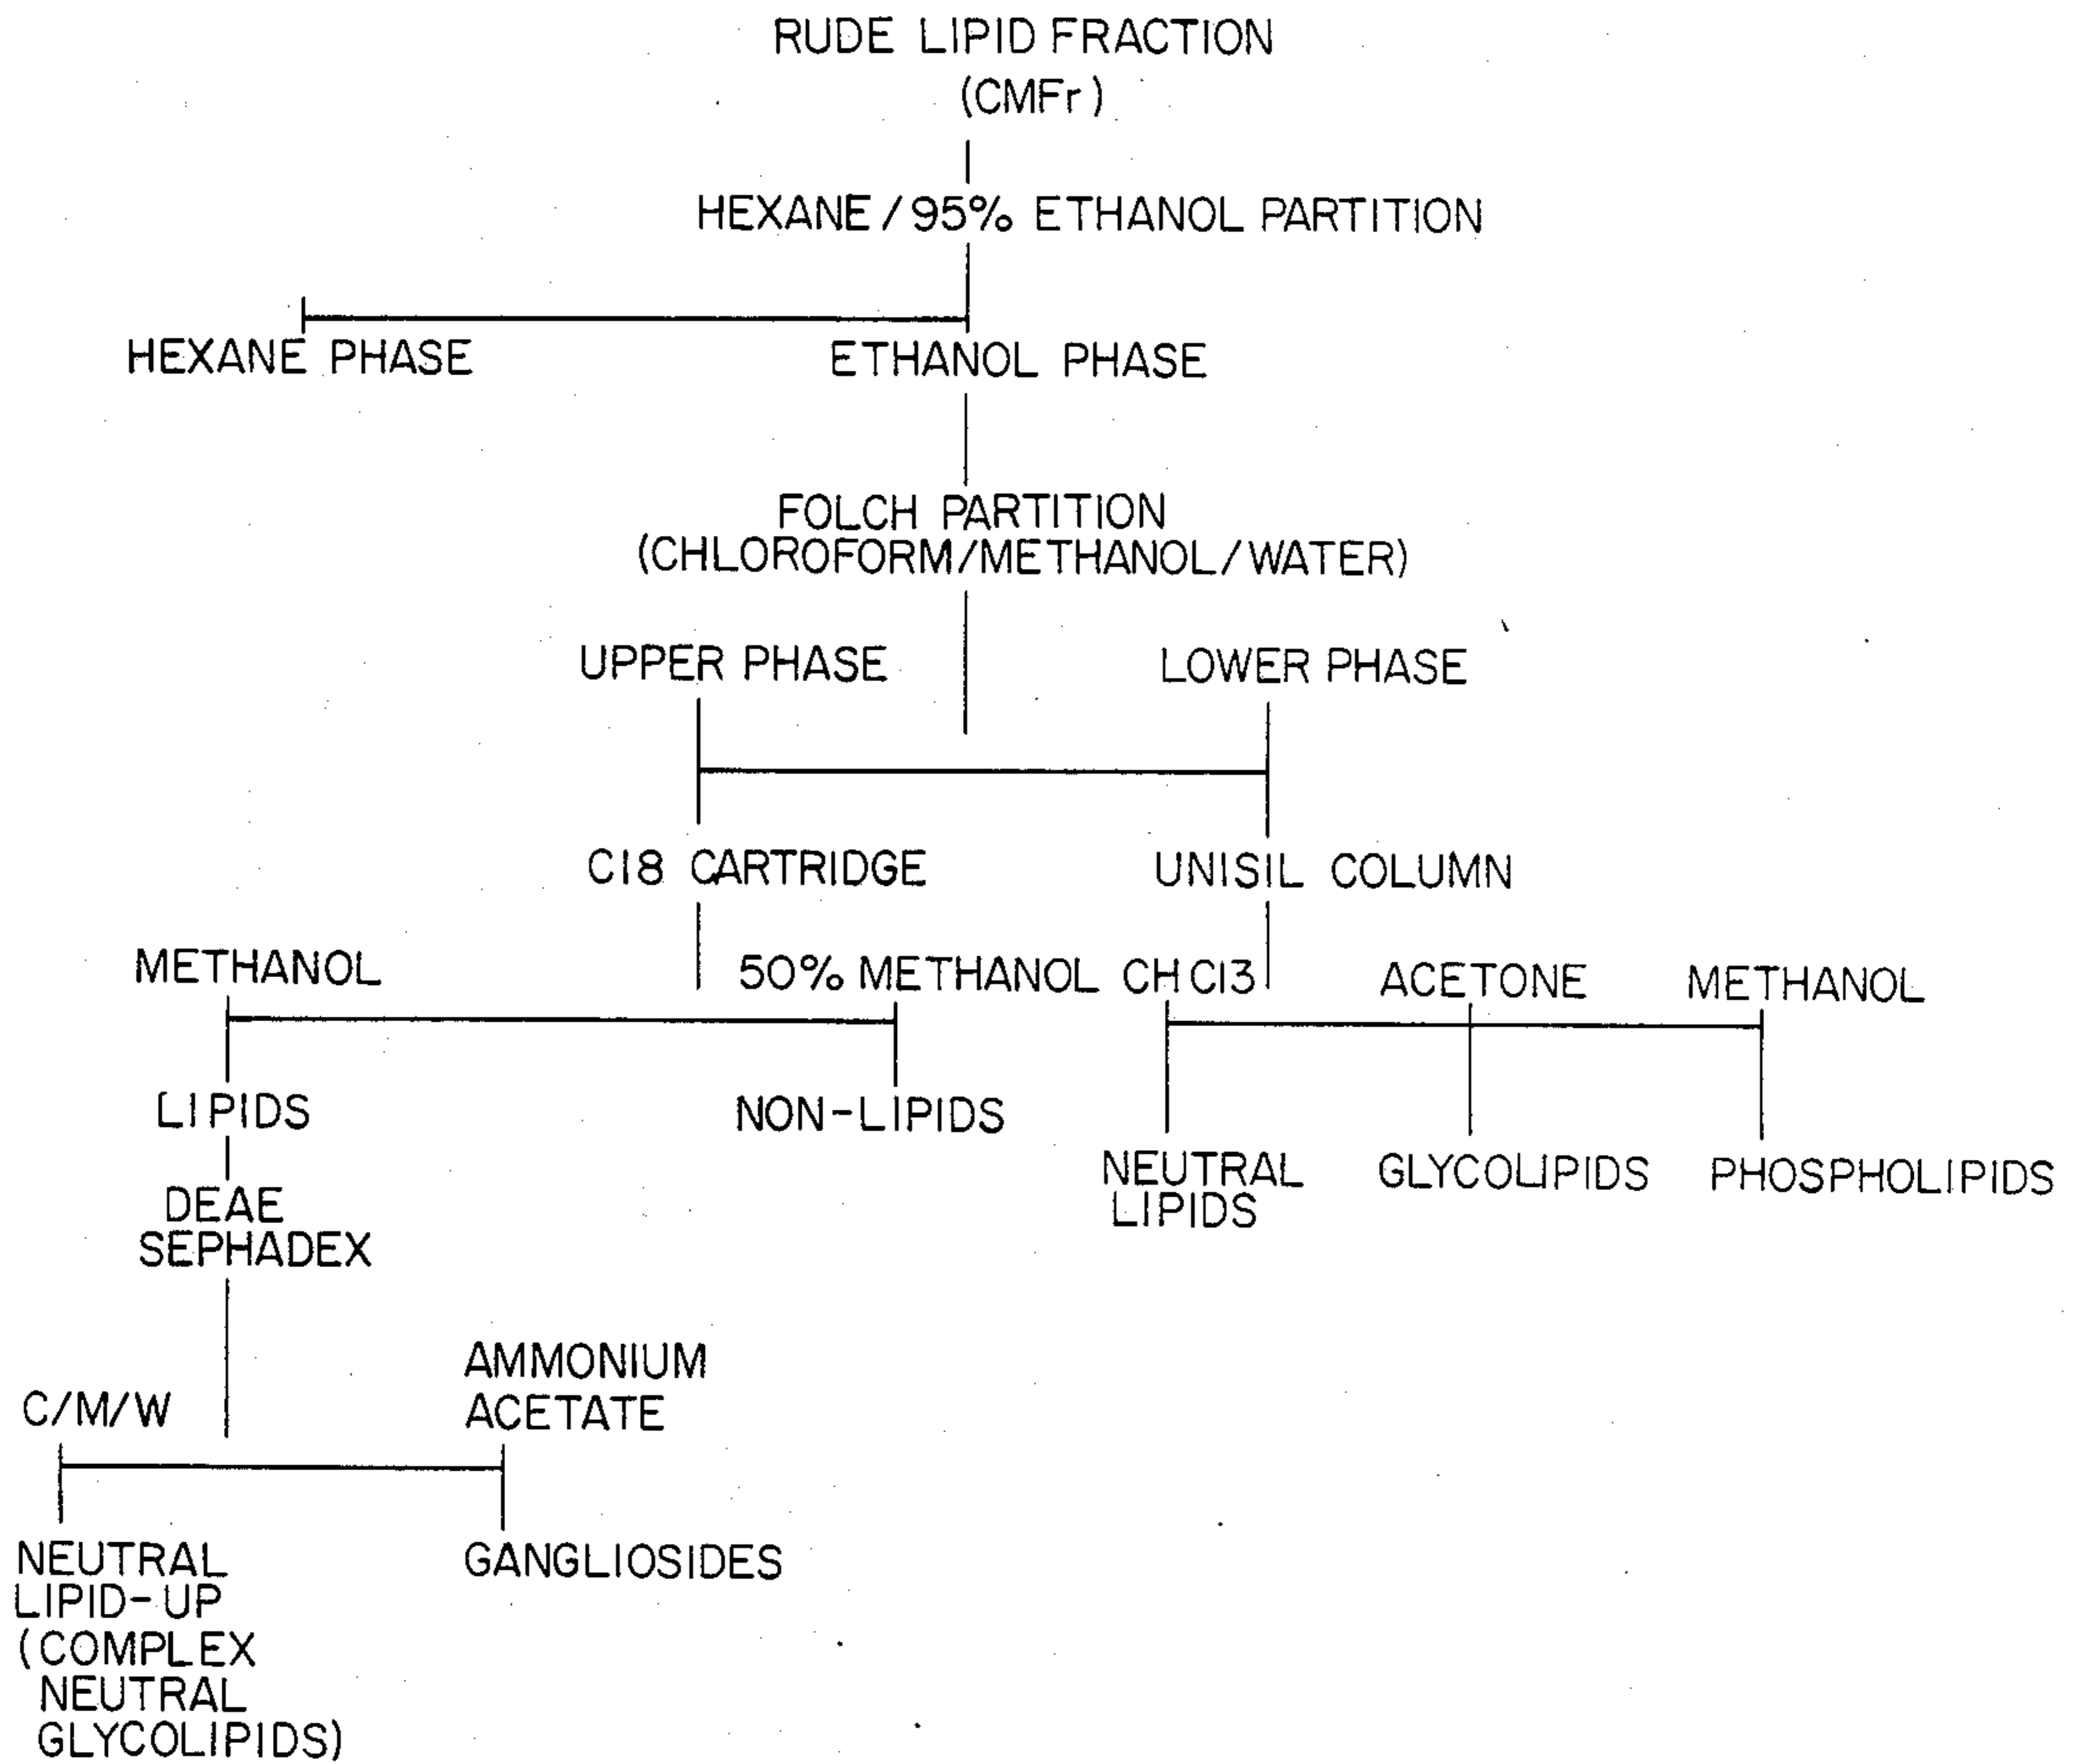 RUDE LIPID FRACTION
(CMFr)
HEXANE/95% ETHANOL PARTITION
HEXANE PHASE
ETHANOL PHASE
FOLCH PARTITION
(CHLOROFORM/METHANOL/WATER)
UPPER PHASE
LOWER PHASE
C18 CARTRIDGE
UNISIL COLUMN
METHANOL
50% METHANOL
CHCl3
ACETONE
METHANOL
LIPIDS
NON-LIPIDS
NEUTRAL
LIPIDS
GLYCOLIPIDS
PHOSPHOLIPIDS
DEAE
SEPHADEX
C/M/W
AMMONIUM
ACETATE
NEUTRAL
LIPID-UP
(COMPLEX
NEUTRAL
GLYCOLIPIDS)
GANGLIOSIDES